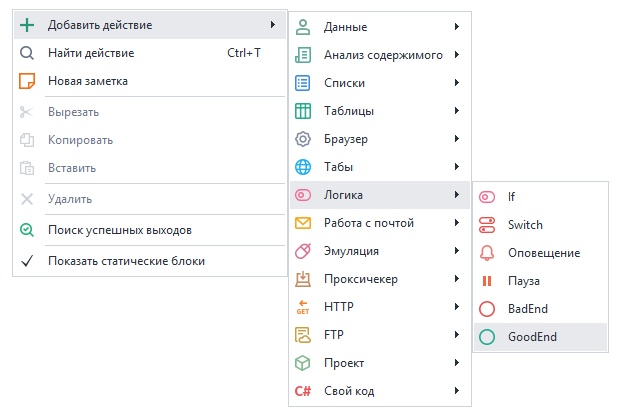 Добавить действие
Найти действие Ctrl+T
Новая заметка
Вырезать
Копировать
Вставить
Удалить
Поиск успешных выходов
Показать статические блоки
Данные
Анализ содержимого
Списки
Таблицы
Браузер
Табы
Логика
Работа с почтой
Эмуляция
Проксичекер
GET HTTP
FTP
Проект
C# Свой код
If
Switch
Оповещение
Пауза
BadEnd
GoodEnd